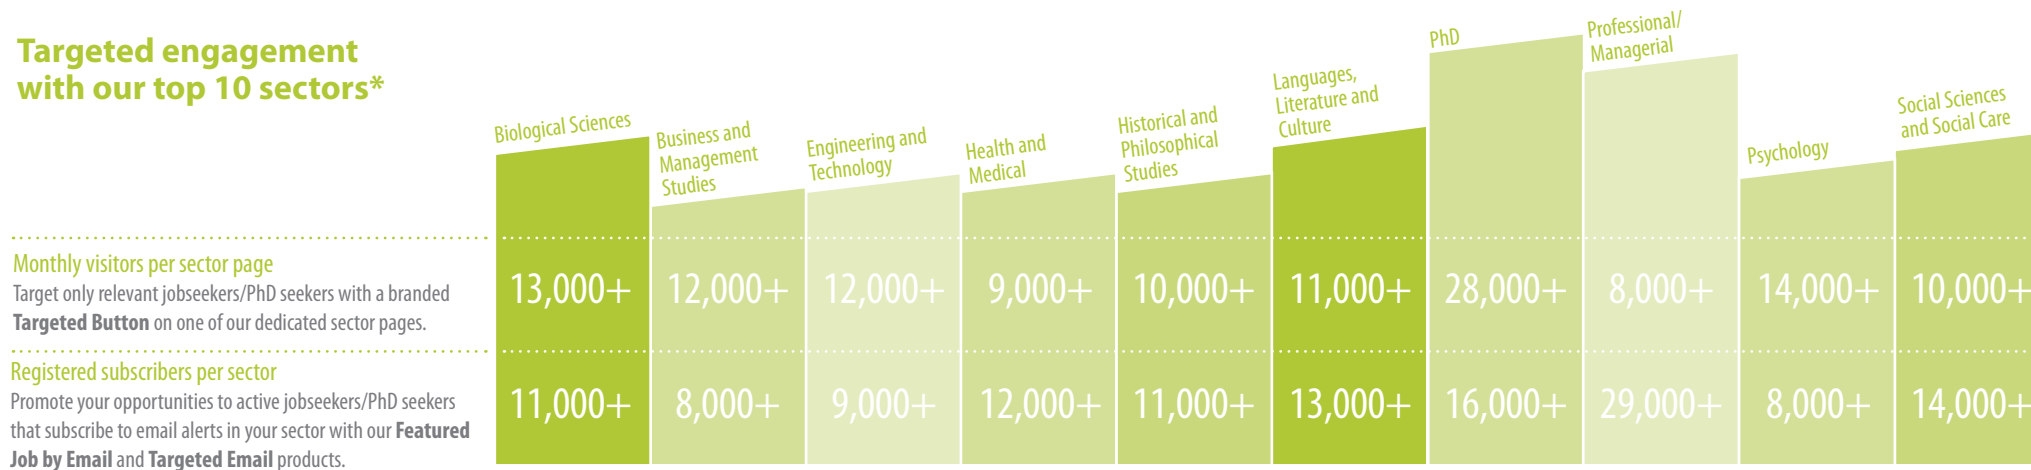 Targeted engagement
with our top 10 sectors*
Biological Sciences
Business and
Management
Studies
Engineering and
Technology
Health and
Medical
Historical and
Philosophical
Studies
Languages,
Literature and
Culture
PhD
Professional/
Managerial
Psychology
Social Sciences
and Social Care
Monthly visitors per sector page
Target only relevant jobseekers/PhD seekers with a branded
Targeted Button on one of our dedicated sector pages.
13,000+ 12,000+ 12,000+ 9,000+ 10,000+ 11,000+ 28,000+ 8,000+ 14,000+ 10,000+
Registered subscribers per sector
Promote your opportunities to active jobseekers/PhD seekers
that subscribe to email alerts in your sector with our Featured
Job by Email and Targeted Email products.
11,000+ 8,000+ 9,000+ 12,000+ 11,000+ 13,000+ 16,000+ 29,000+ 8,000+ 14,000+